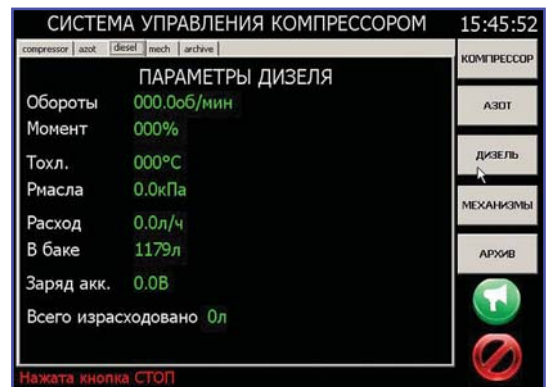 СИСТЕМА УПРАВЛЕНИЯ КОМПРЕССОРОМ 15:45:52
compressor azot diesel mech archive
ПАРАМЕТРЫ ДИЗЕЛЯ
Обороты 000.0об/мин
Момент 000%
Тохл. 000°C
Рмасла 0.0кПа
Расход 0.0л/ч
В баке 1179л
Заряд акк. 0.0В
Всего израсходовано 0л
Нажата кнопка СТОП
КОМПРЕССОР
АЗОТ
ДИЗЕЛЬ
МЕХАНИЗМЫ
АРХИВ